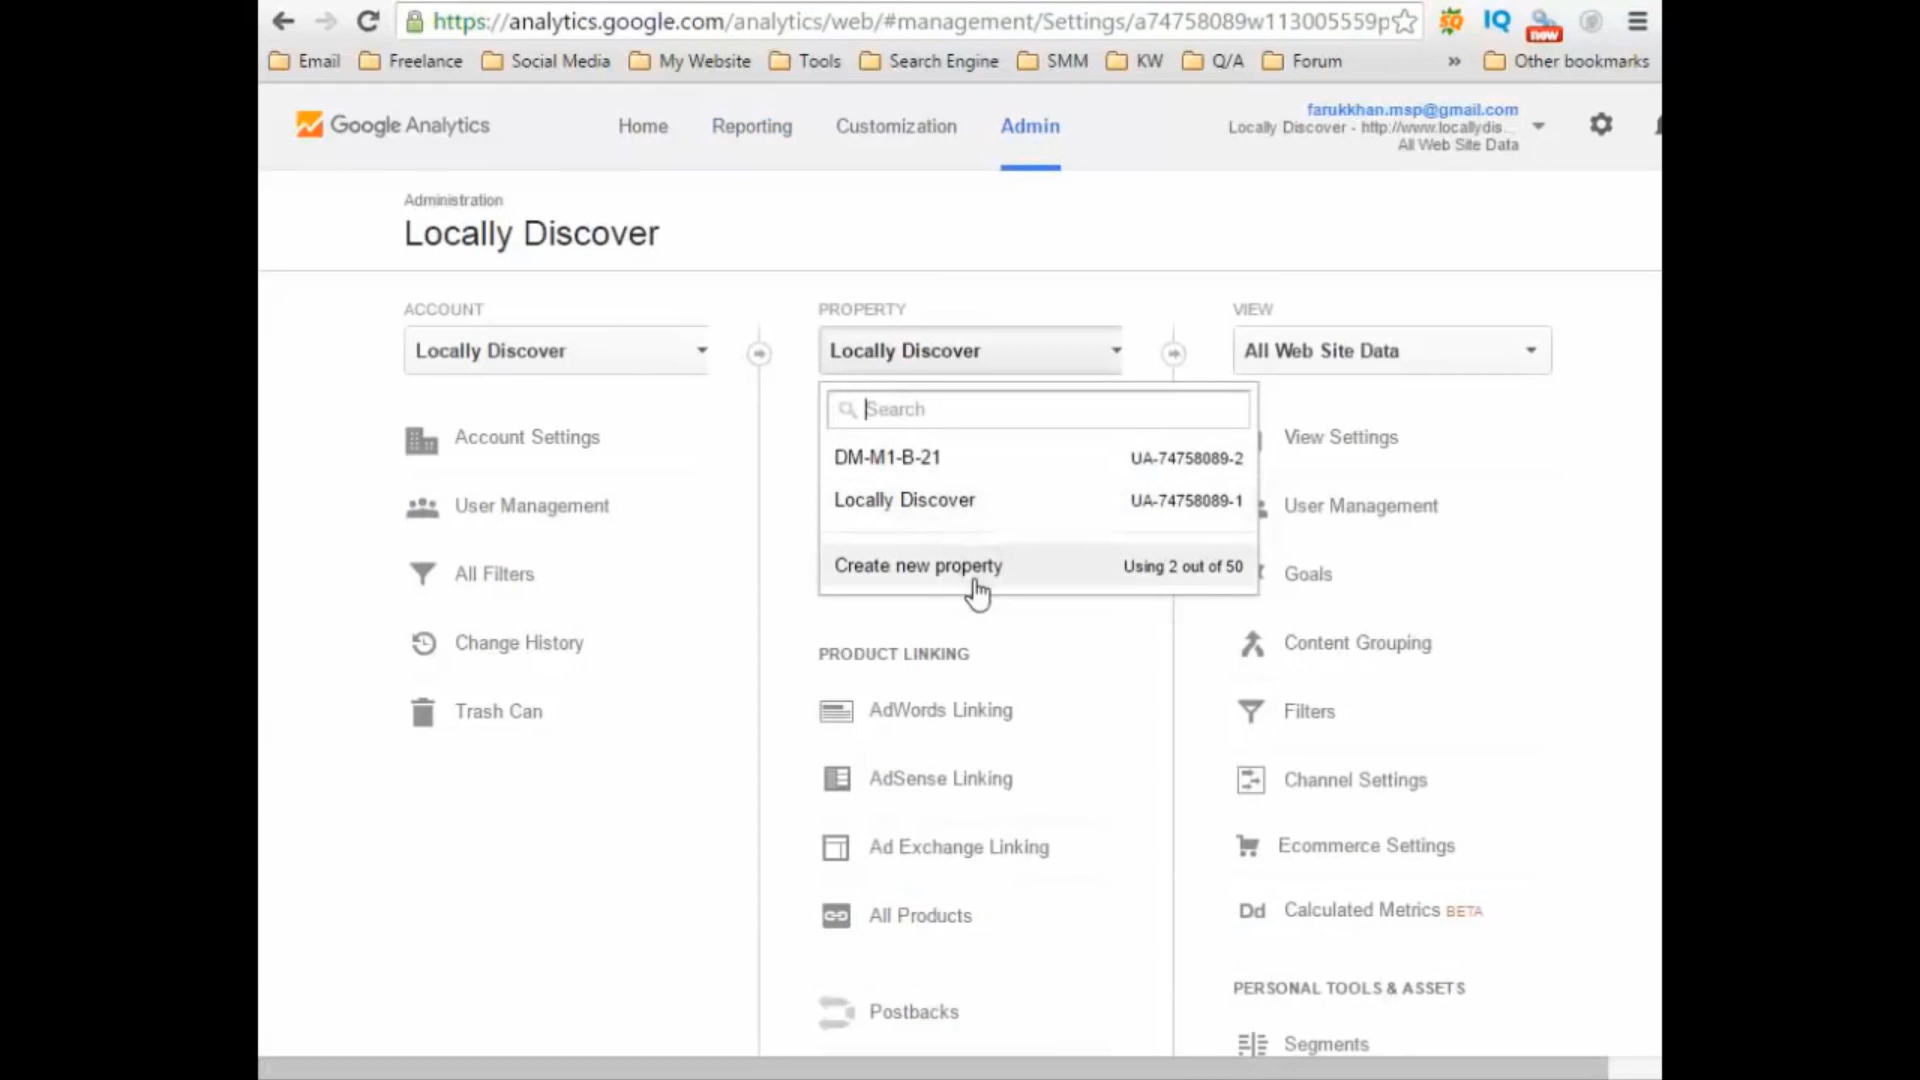 https://analytics.google.com/analytics/web/#management/Settings/a74758089w113005559p
SQ IQ new
Email Freelance Social Media My Website Tools Search Engine SMM KW Q/A Forum » Other bookmarks
Google Analytics Home Reporting Customization Admin
farukkhan.msp@gmail.com
Locally Discover - http://www.locallydis...
All Web Site Data
Administration
Locally Discover
ACCOUNT PROPERTY VIEW
Locally Discover Locally Discover All Web Site Data
Search
DM-M1-B-21 UA-74758089-2
Locally Discover UA-74758089-1
Create new property Using 2 out of 50
Account Settings
User Management
All Filters
Change History
Trash Can
PRODUCT LINKING
AdWords Linking
AdSense Linking
Ad Exchange Linking
All Products
Postbacks
View Settings
User Management
Goals
Content Grouping
Filters
Channel Settings
Ecommerce Settings
Dd Calculated Metrics BETA
PERSONAL TOOLS & ASSETS
Segments